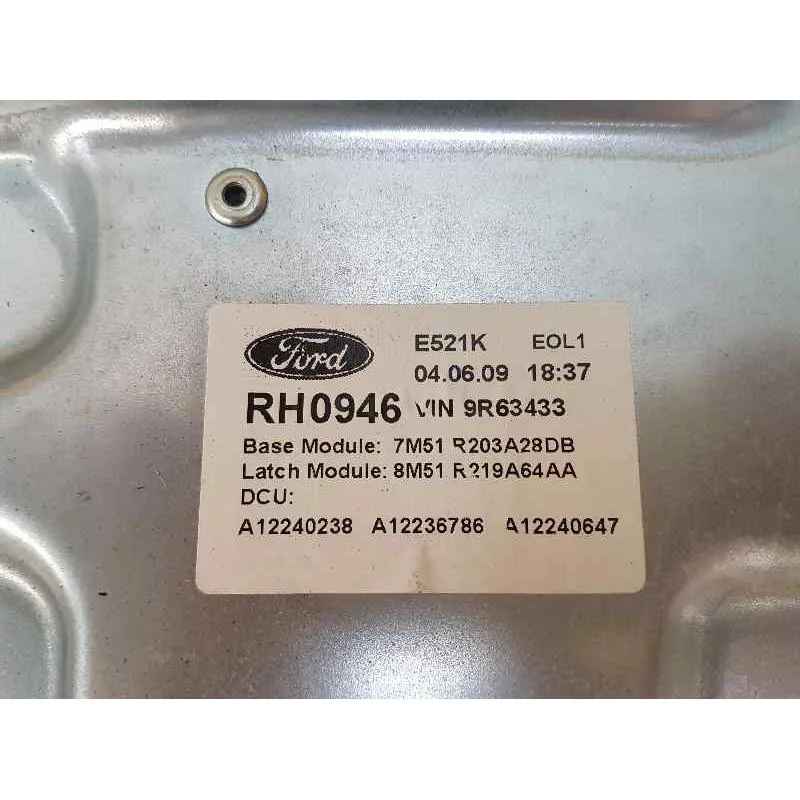 Ford E521K EOL1
04.06.09 18:37
RH0946 VIN 9R63433
Base Module: 7M51 R203A28DB
Latch Module: 8M51 R219A64AA
DCU:
A12240238 A12236786 A12240647